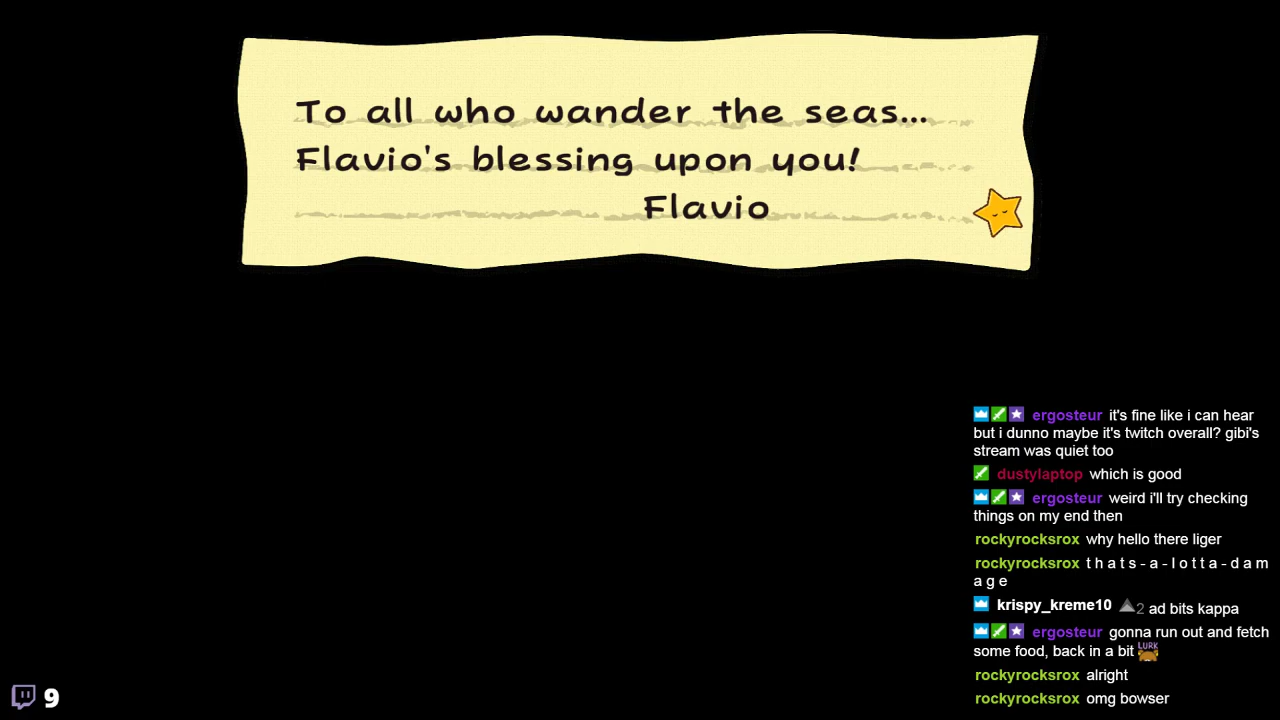 To all who wander the seas...
Flavio's blessing upon you!
Flavio
ergosteur it's fine like i can hear
but i dunno maybe it's twitch overall? gibi's
stream was quiet too
dustylaptop which is good
ergosteur weird i'll try checking
things on my end then
rockyrocksrox why hello there liger
rockyrocksrox t h a t s - a - l o t t a - d a m
a g e
krispy_kreme10 2 ad bits kappa
ergosteur gonna run out and fetch
some food, back in a bit LURK
rockyrocksrox alright
rockyrocksrox omg bowser
9